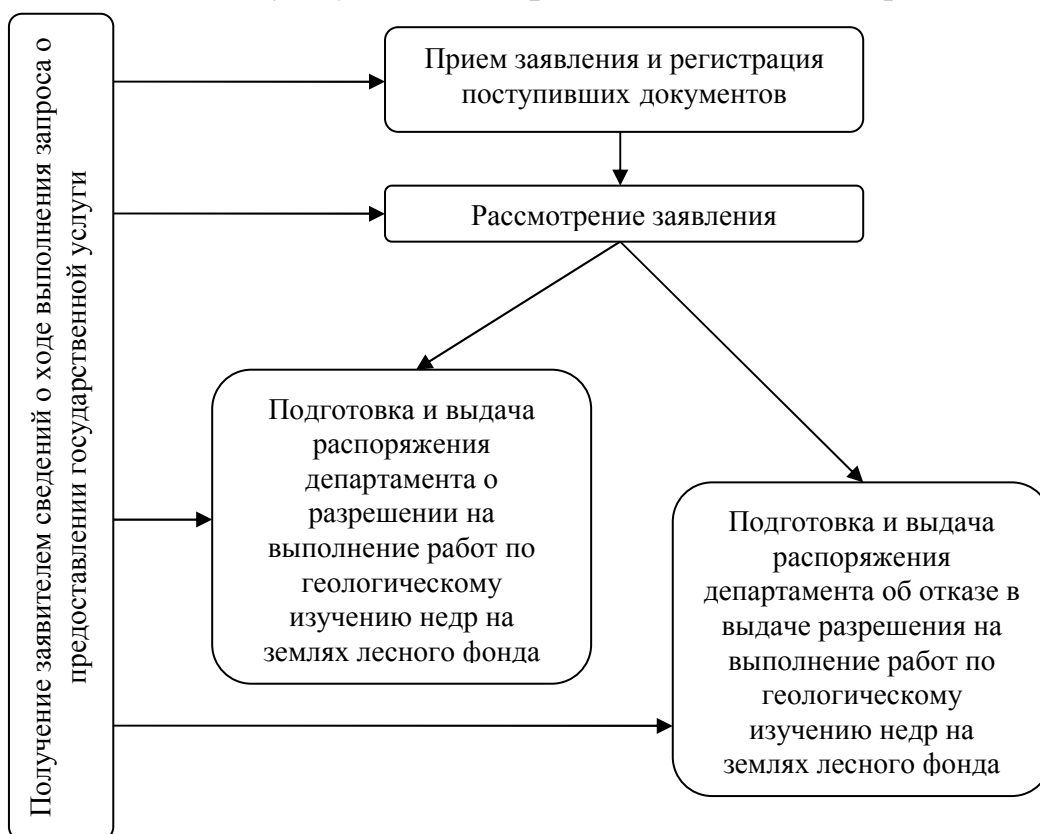 Получение заявителем сведений о ходе выполнения запроса о
предоставлении государственной услуги
Прием заявления и регистрация
поступивших документов
Рассмотрение заявления
Подготовка и выдача
распоряжения
департамента о
разрешении на
выполнение работ по
геологическому
изучению недр на
землях лесного фонда
Подготовка и выдача
распоряжения
департамента об отказе в
выдаче разрешения на
выполнение работ по
геологическому
изучению недр на
землях лесного фонда